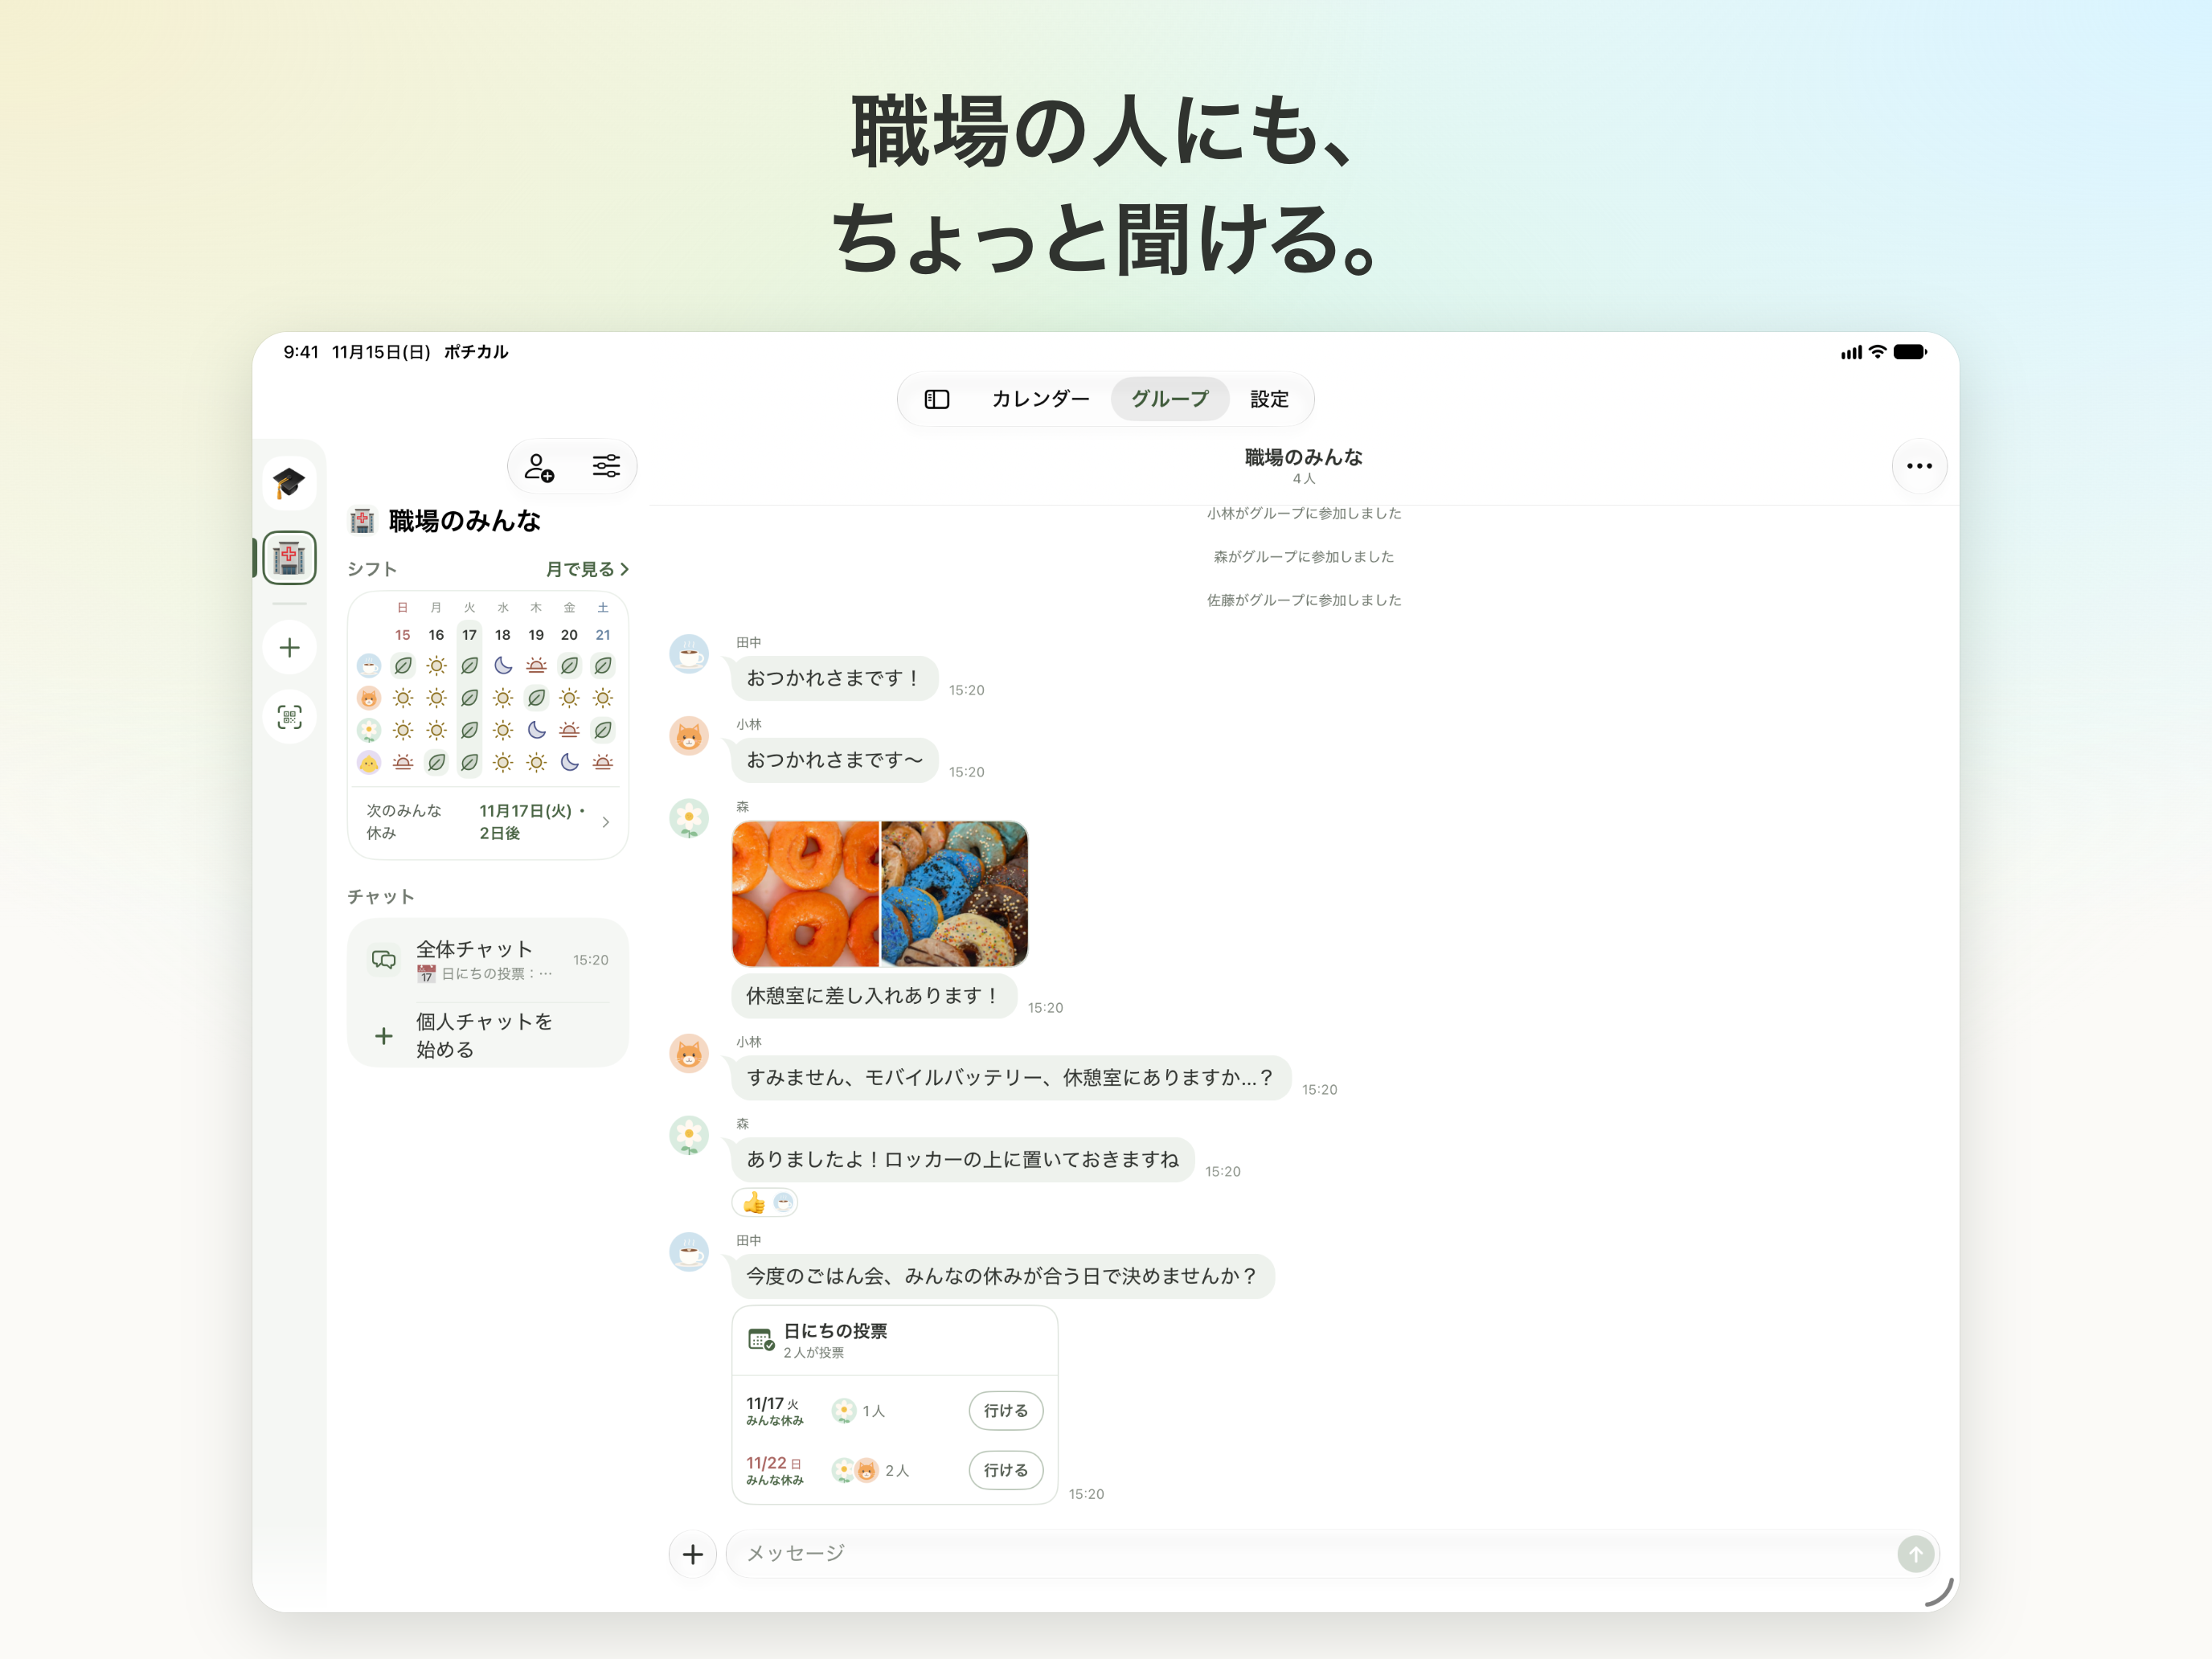 職場の人にも、
ちょっと聞ける。
9:41 11月15日(日) ポチカル
カレンダー グループ 設定
職場のみんな
シフト 月で見る
日 月 火 水 木 金 土
15 16 17 18 19 20 21
次のみんな
休み
11月17日(火)・
2日後
チャット
全体チャット
17 日にちの投票：…
15:20
個人チャットを
始める
職場のみんな
4人
小林がグループに参加しました
森がグループに参加しました
佐藤がグループに参加しました
田中
おつかれさまです！
15:20
小林
おつかれさまです〜
15:20
森
休憩室に差し入れあります！
15:20
小林
すみません、モバイルバッテリー、休憩室にありますか…？
15:20
森
ありましたよ！ロッカーの上に置いておきますね
15:20
田中
今度のごはん会、みんなの休みが合う日で決めませんか？
日にちの投票
2人が投票
11/17 火
みんな休み
1人
行ける
11/22 日
みんな休み
2人
行ける
15:20
メッセージ